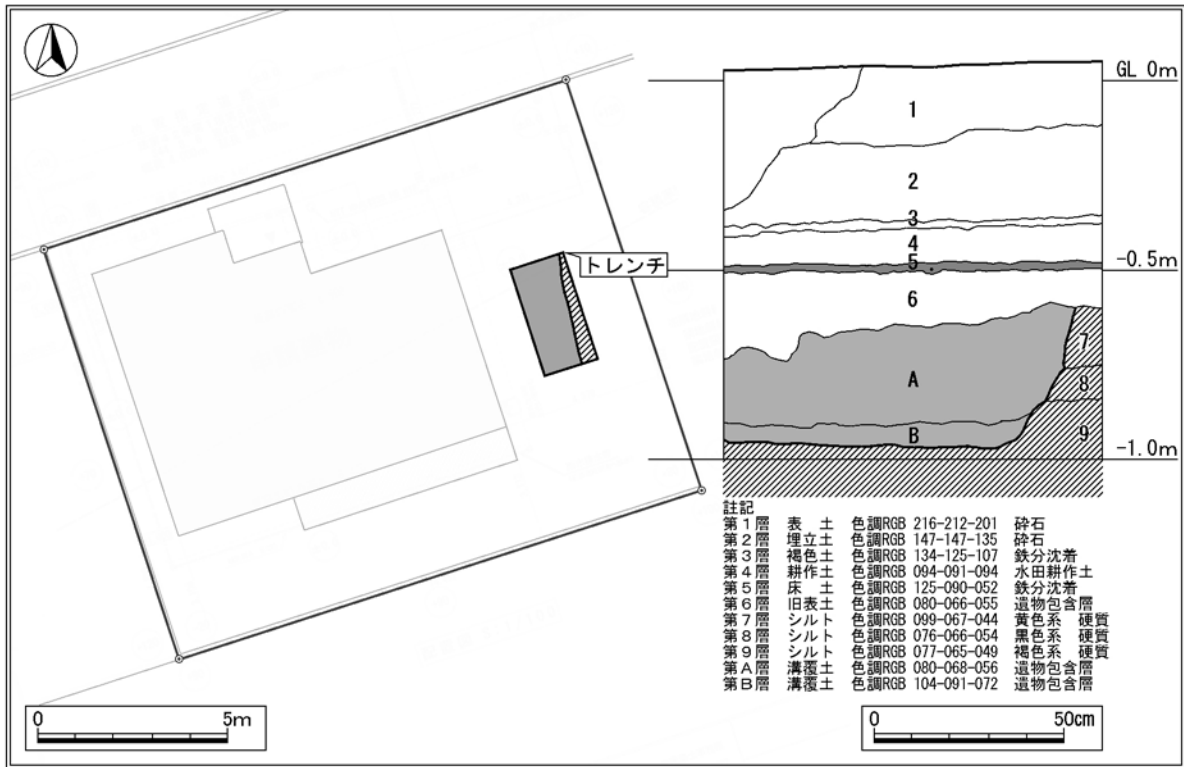 トレンチ
0
5m
GL 0m
-0.5m
-1.0m
1
2
3
4
5
6
7
8
9
A
B
註記
第1層 表 土 色調RGB 216-212-201 砕石
第2層 埋立土 色調RGB 147-147-135 砕石
第3層 褐色土 色調RGB 134-125-107 鉄分沈着
第4層 耕作土 色調RGB 094-091-094 水田耕作土
第5層 床 土 色調RGB 125-090-052 鉄分沈着
第6層 旧表土 色調RGB 080-066-055 遺物包含層
第7層 シルト 色調RGB 099-067-044 黄色系 硬質
第8層 シルト 色調RGB 076-066-054 黒色系 硬質
第9層 シルト 色調RGB 077-065-049 褐色系 硬質
第A層 溝覆土 色調RGB 080-068-056 遺物包含層
第B層 溝覆土 色調RGB 104-091-072 遺物包含層
0
50cm